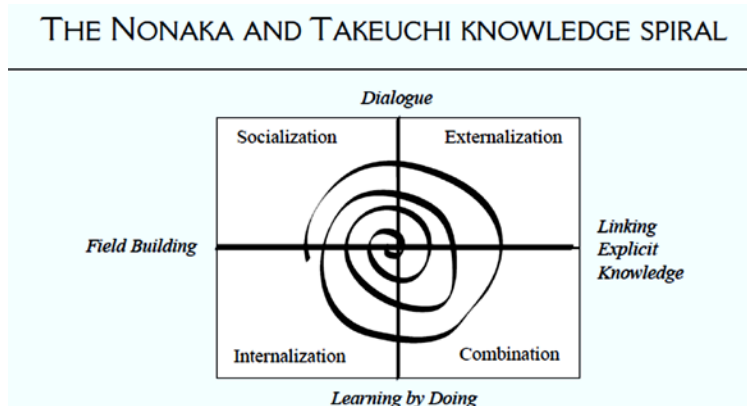 THE NONAKA AND TAKEUCHI KNOWLEDGE SPIRAL
Dialogue
Socialization
Externalization
Field Building
Linking
Explicit
Knowledge
Internalization
Combination
Learning by Doing